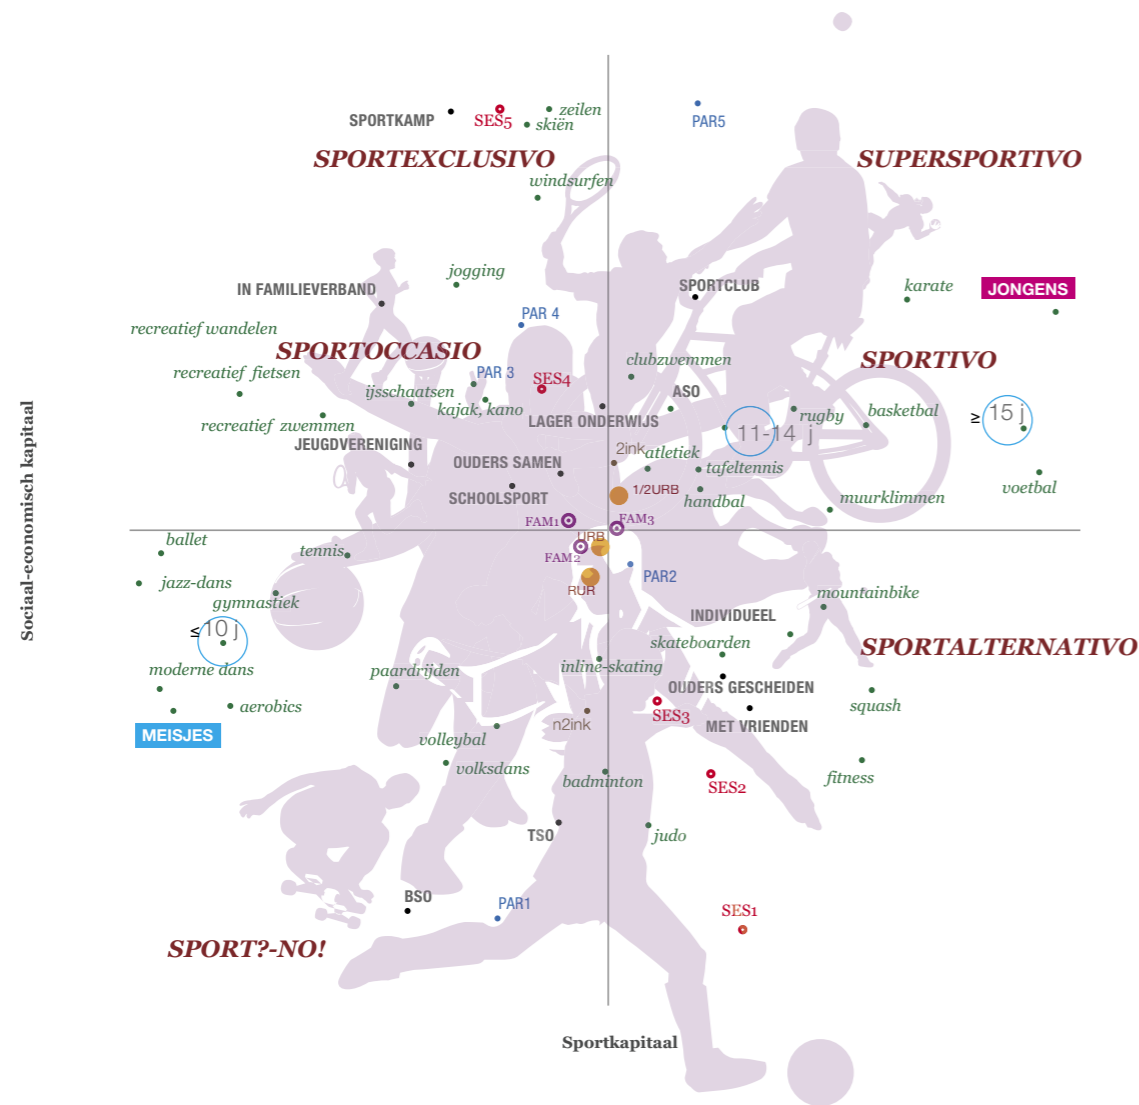 zeilen
SPORTKAMP
SES5
skiën
PAR5
SPORTEXCLUSIVO
SUPERSPORTIVO
windsurfen
jogging
IN FAMILIEVERBAND
SPORTCLUB
karate
JONGENS
PAR 4
recreatief wandelen
SPORTOCCASIO
clubzwemmen
SPORTIVO
recreatief fietsen
PAR 3
SES4
ijsschaatsen
ASO
kajak, kano
LAGER ONDERWIJS
rugby
basketbal
≥ 15 j
recreatief zwemmen
11-14 j
JEUGDVERENIGING
2ink
atletiek
OUDERS SAMEN
tafeltennis
SCHOOLSPORT
1/2URB
handbal
muurklimmen
voetbal
FAM1
FAM3
Sociaal-economisch kapitaal
ballet
tennis
URB
FAM2
jazz-dans
PAR2
RUR
gymnastiek
mountainbike
INDIVIDUEEL
≤ 10 j
skateboarden
SPORTALTERNATIVO
moderne dans
paardrijden
inline-skating
OUDERS GESCHEIDEN
aerobics
squash
SES3
MEISJES
n2ink
MET VRIENDEN
volleybal
volksdans
badminton
SES2
fitness
TSO
judo
BSO
PAR1
SES1
SPORT?-NO!
Sportkapitaal